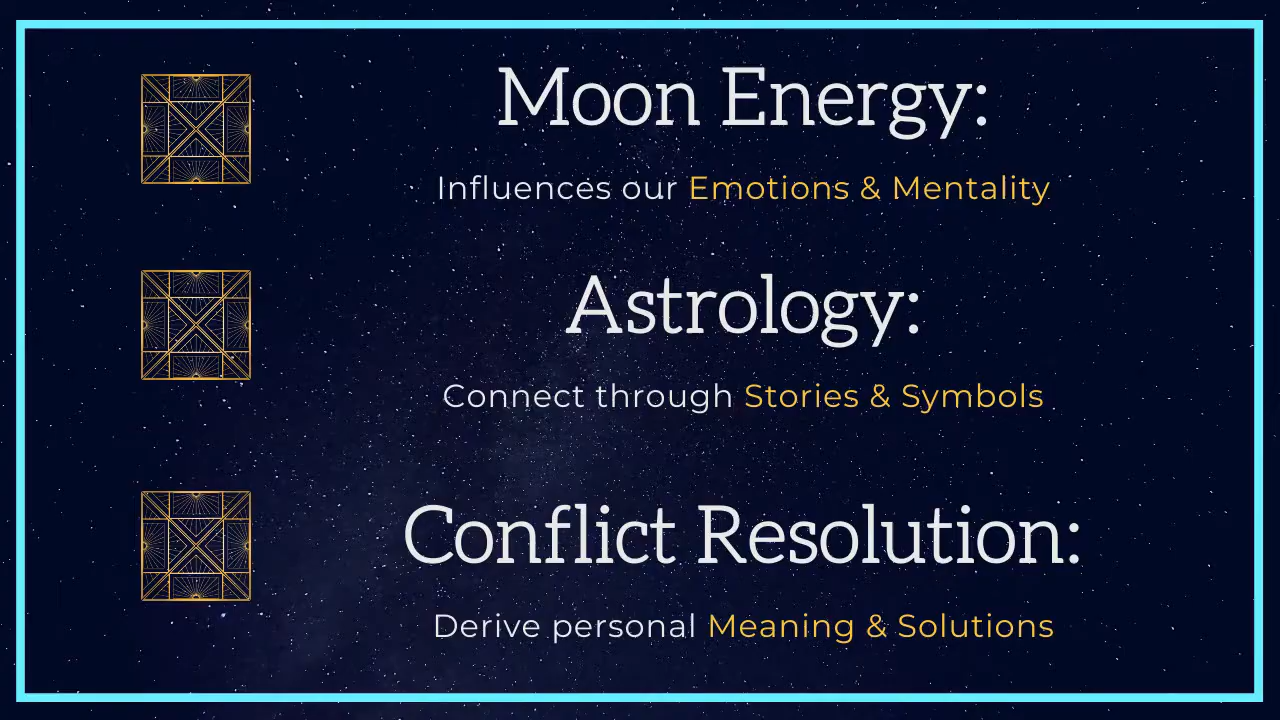 Moon Energy:
Influences our Emotions & Mentality
Astrology:
Connect through Stories & Symbols
Conflict Resolution:
Derive personal Meaning & Solutions